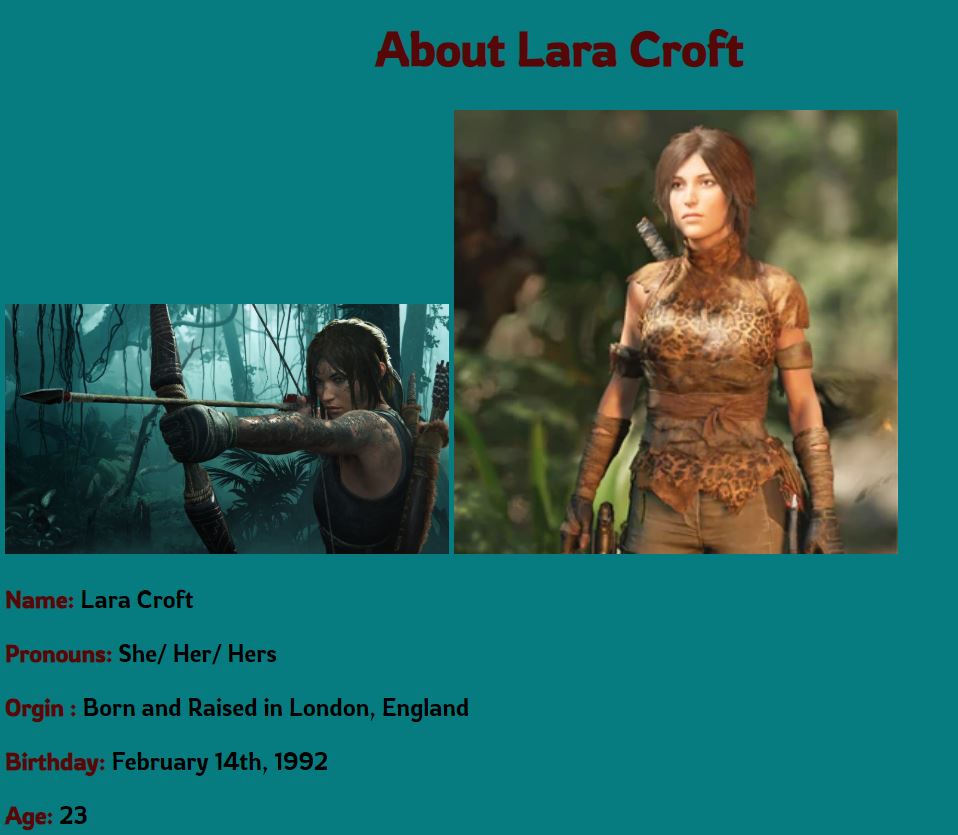 About Lara Croft
Name: Lara Croft
Pronouns: She/ Her/ Hers
Orgin : Born and Raised in London, England
Birthday: February 14th, 1992
Age: 23